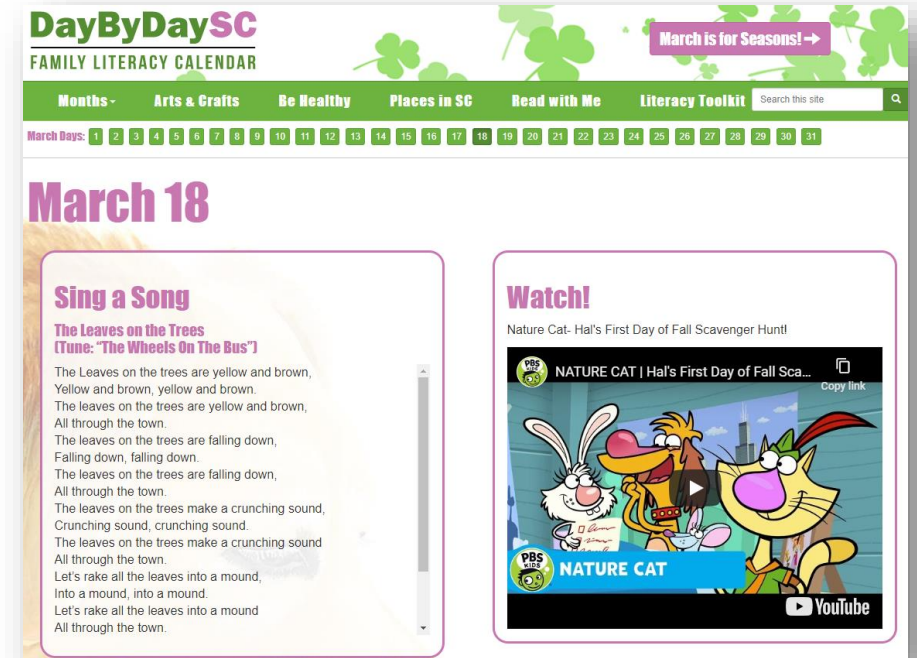 DayByDaySC
FAMILY LITERACY CALENDAR
March is for Seasons!→
Months Arts & Crafts Be Healthy Places in SC Read with Me Literacy Toolkit Search this site
March Days: 1 2 3 4 5 6 7 8 9 10 11 12 13 14 15 16 17 18 19 20 21 22 23 24 25 26 27 28 29 30 31
March 18
Sing a Song
The Leaves on the Trees
(Tune: "The Wheels On The Bus")
The Leaves on the trees are yellow and brown,
Yellow and brown, yellow and brown.
The leaves on the trees are yellow and brown,
All through the town.
The leaves on the trees are falling down,
Falling down, falling down.
The leaves on the trees are falling down,
All through the town.
The leaves on the trees make a crunching sound,
Crunching sound, crunching sound.
The leaves on the trees make a crunching sound
All through the town.
Let's rake all the leaves into a mound,
Into a mound, into a mound.
Let's rake all the leaves into a mound
All through the town.
Watch!
Nature Cat- Hal's First Day of Fall Scavenger Hunt!
PBS KIDS
NATURE CAT | Hal's First Day of Fall Sca...
Copy link
PBS KIDS
NATURE CAT
YouTube